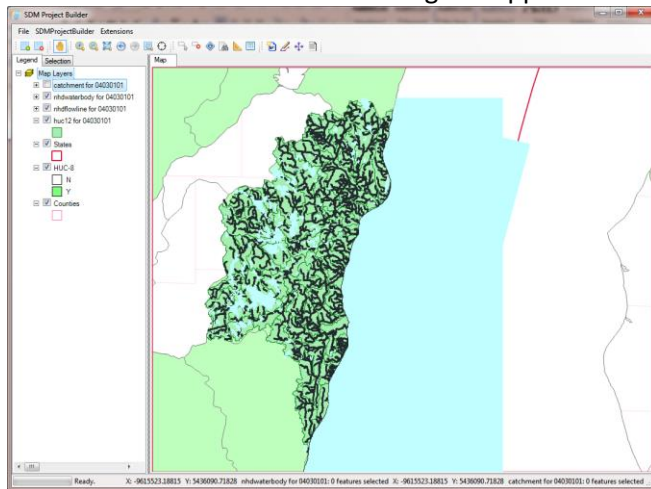 SDM Project Builder
File SDMProjectBuilder Extensions
Legend Selection
Map
Map Layers
catchment for 04030101
nhdwaterbody for 04030101
nhdflowline for 04030101
huc12 for 04030101
States
HUC-8
N
Y
Counties
Ready. X: -9615523.18815 Y: 5436090.71828 nhdwaterbody for 04030101: 0 features selected X: -9615523.18815 Y: 5436090.71828 catchment for 04030101: 0 features selected